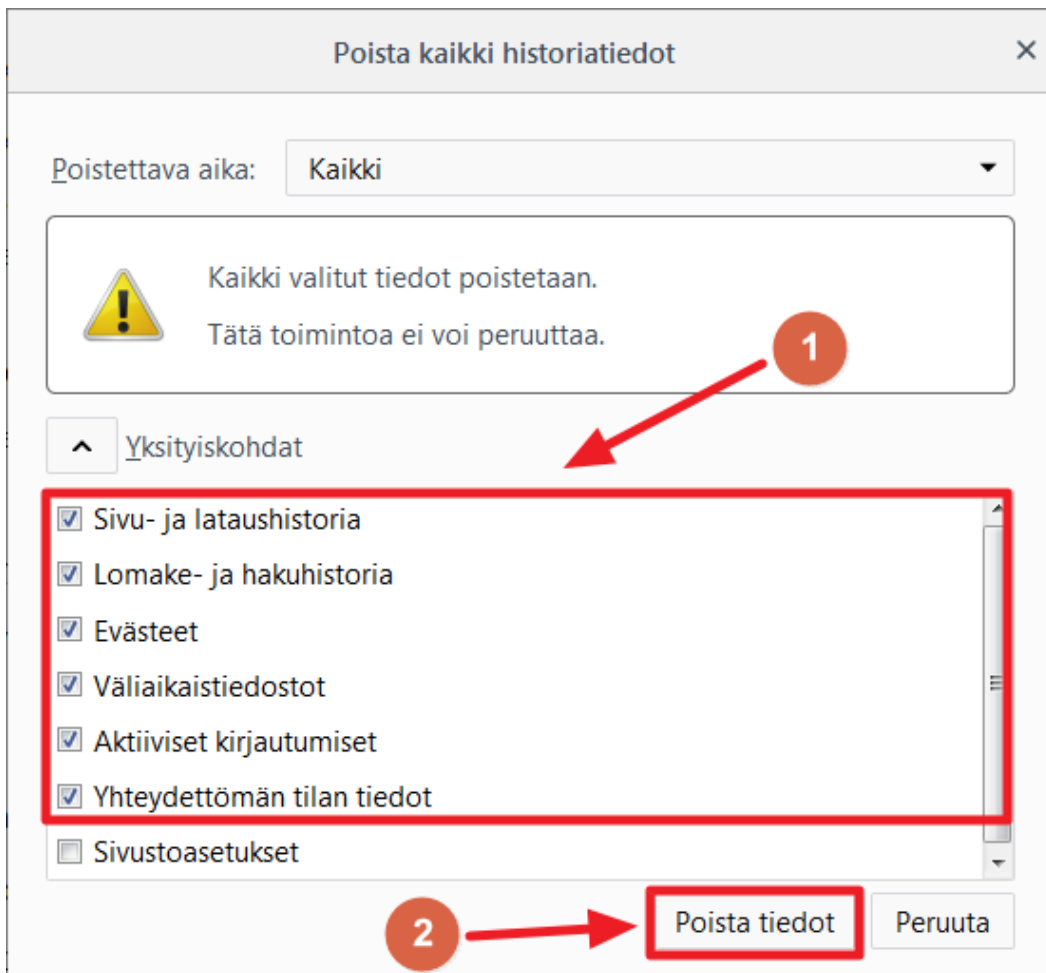 Poista kaikki historiatiedot
Poistettava aika: Kaikki
Kaikki valitut tiedot poistetaan.
Tätä toimintoa ei voi peruuttaa.
1
Yksityiskohdat
Sivu- ja lataushistoria
Lomake- ja hakuhistoria
Evästeet
Väliaikaistiedostot
Aktiiviset kirjautumiset
Yhteydettömän tilan tiedot
Sivustoasetukset
2 Poista tiedot Peruuta